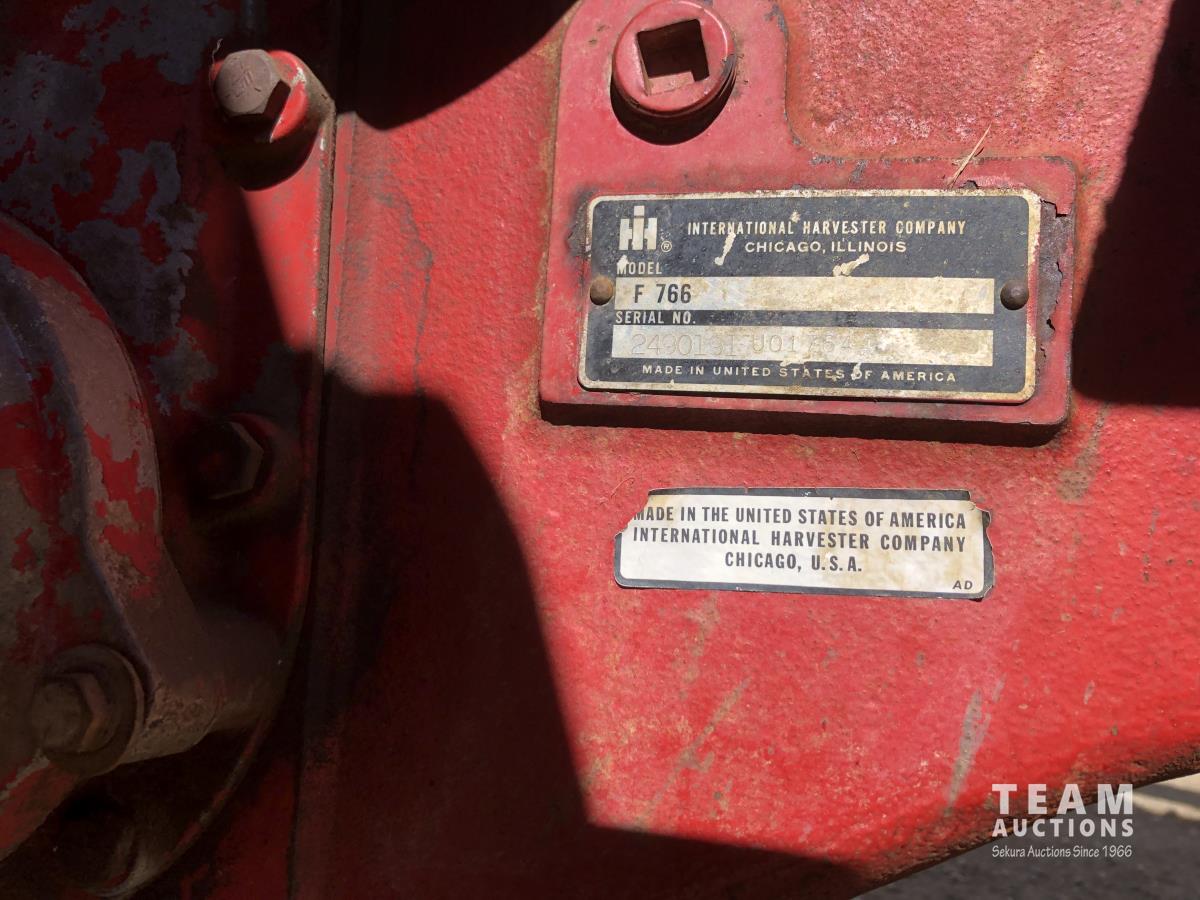 IH ®
INTERNATIONAL HARVESTER COMPANY
CHICAGO, ILLINOIS
MODEL
F 766
SERIAL NO.
MADE IN UNITED STATES OF AMERICA
MADE IN THE UNITED STATES OF AMERICA
INTERNATIONAL HARVESTER COMPANY
CHICAGO, U.S.A.
AD
TEAM
AUCTIONS
Sekura Auctions Since 1966